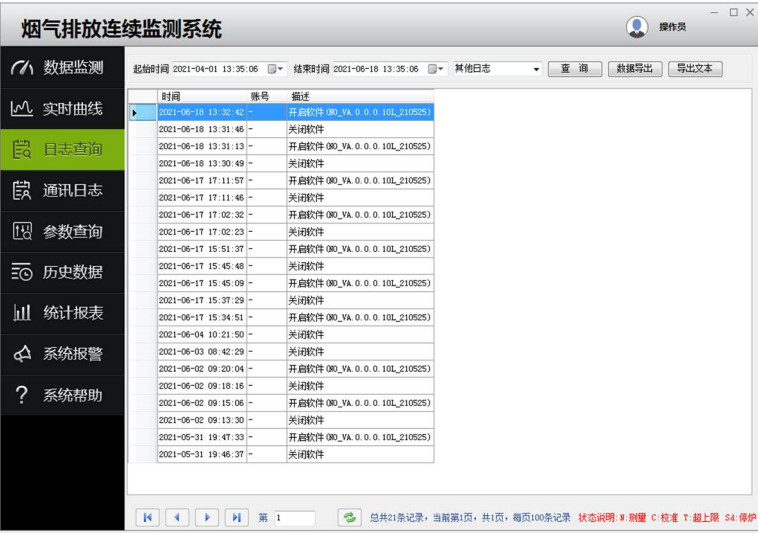 烟气排放连续监测系统
操作员
数据监测
实时曲线
日志查询
通讯日志
参数查询
历史数据
统计报表
系统报警
系统帮助
起始时间 2021-04-01 13:35:06 结束时间 2021-06-18 13:35:06 其他日志 查 询 数据导出 导出文本
时间 账号 描述
2021-06-18 13:32:42 - 开启软件(NO_VA.0.0.0.10L_210525)
2021-06-18 13:31:46 - 关闭软件
2021-06-18 13:31:13 - 开启软件(NO_VA.0.0.0.10L_210525)
2021-06-18 13:30:49 - 关闭软件
2021-06-17 17:11:57 - 开启软件(NO_VA.0.0.0.10L_210525)
2021-06-17 17:11:46 - 关闭软件
2021-06-17 17:02:32 - 开启软件(NO_VA.0.0.0.10L_210525)
2021-06-17 17:02:23 - 关闭软件
2021-06-17 15:51:37 - 开启软件(NO_VA.0.0.0.10L_210525)
2021-06-17 15:45:48 - 关闭软件
2021-06-17 15:45:09 - 开启软件(NO_VA.0.0.0.10L_210525)
2021-06-17 15:37:29 - 关闭软件
2021-06-17 15:34:51 - 开启软件(NO_VA.0.0.0.10L_210525)
2021-06-04 10:21:50 - 关闭软件
2021-06-03 08:42:29 - 关闭软件
2021-06-02 09:20:04 - 开启软件(NO_VA.0.0.0.10L_210525)
2021-06-02 09:18:16 - 关闭软件
2021-06-02 09:15:06 - 开启软件(NO_VA.0.0.0.10L_210525)
2021-06-02 09:13:30 - 关闭软件
2021-05-31 19:47:33 - 开启软件(NO_VA.0.0.0.10L_210525)
2021-05-31 19:46:37 - 关闭软件
第 1 总共21条记录，当前第1页，共1页，每页100条记录 状态说明:N:测量 C:校准 T:超上限 Sd:停炉